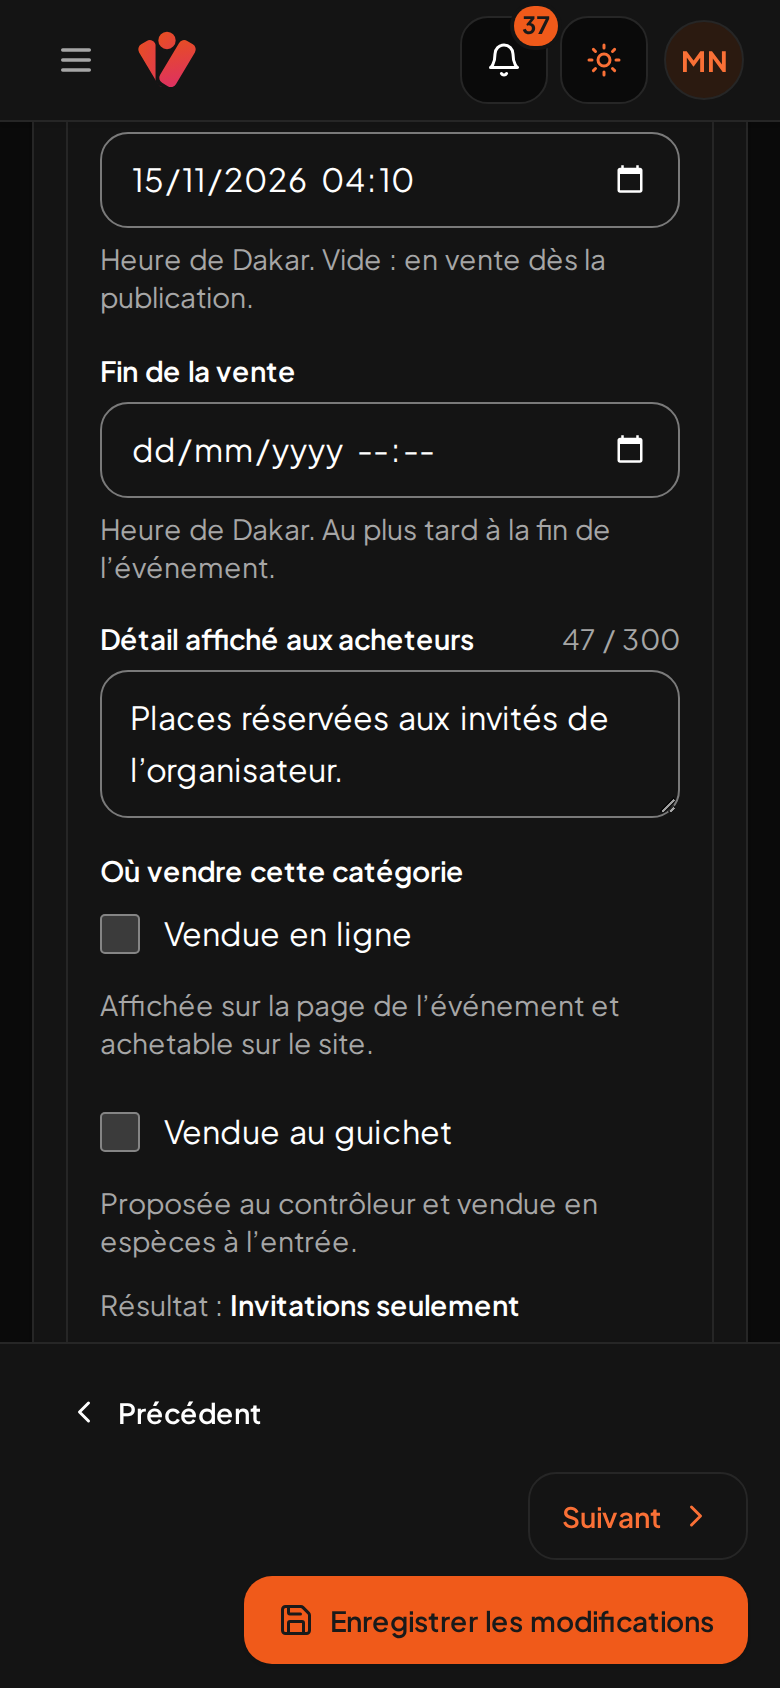 37
MN
15/11/2026 04:10
Heure de Dakar. Vide : en vente dès la
publication.
Fin de la vente
dd/mm/yyyy --:--
Heure de Dakar. Au plus tard à la fin de
l’événement.
Détail affiché aux acheteurs 47 / 300
Places réservées aux invités de
l’organisateur.
Où vendre cette catégorie
Vendue en ligne
Affichée sur la page de l’événement et
achetable sur le site.
Vendue au guichet
Proposée au contrôleur et vendue en
espèces à l’entrée.
Résultat : Invitations seulement
Précédent
Suivant
Enregistrer les modifications